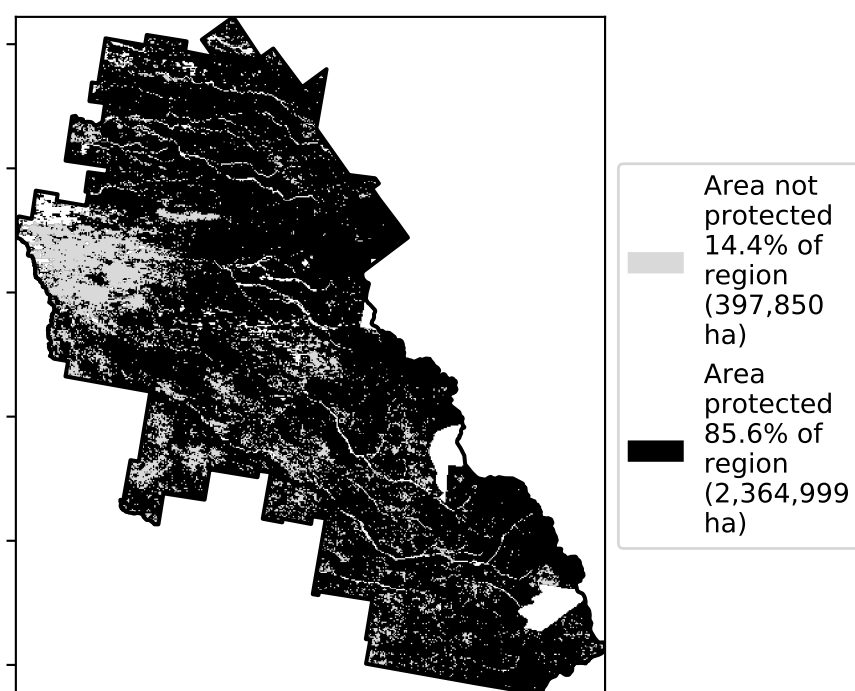 Area not
protected
14.4% of
region
(397,850
ha)
Area
protected
85.6% of
region
(2,364,999
ha)